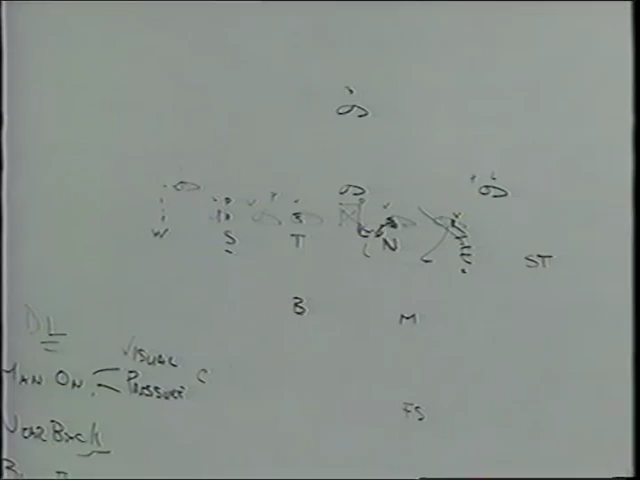 W S T N ST
B M
FS
DL
VISUAL
MAN ON PRESSURE C
NEAR BACK